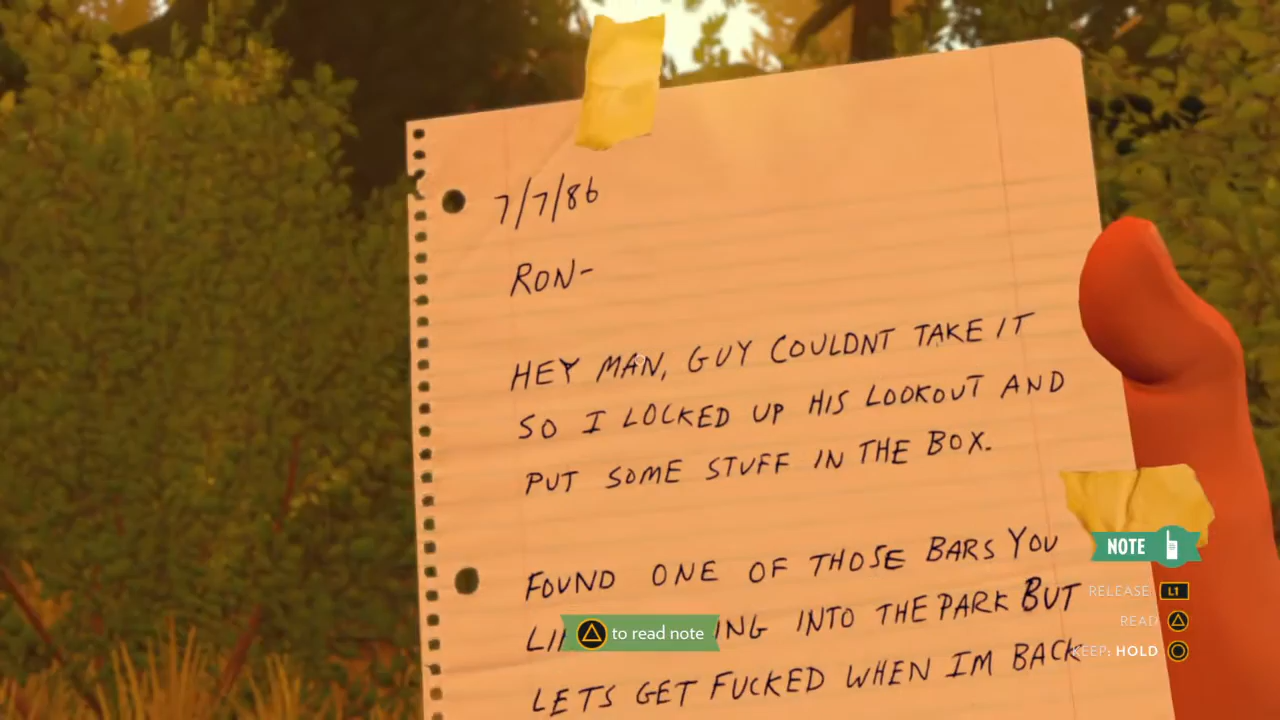 7/7/86
RON-
HEY MAN, GUY COULDNT TAKE IT
SO I LOCKED UP HIS LOOKOUT AND
PUT SOME STUFF IN THE BOX.
FOUND ONE OF THOSE BARS YOU
INTO THE PARK BUT
LETS GET FUCKED WHEN IM BACK
to read note
NOTE
RELEASE: L1
READ:
KEEP: HOLD